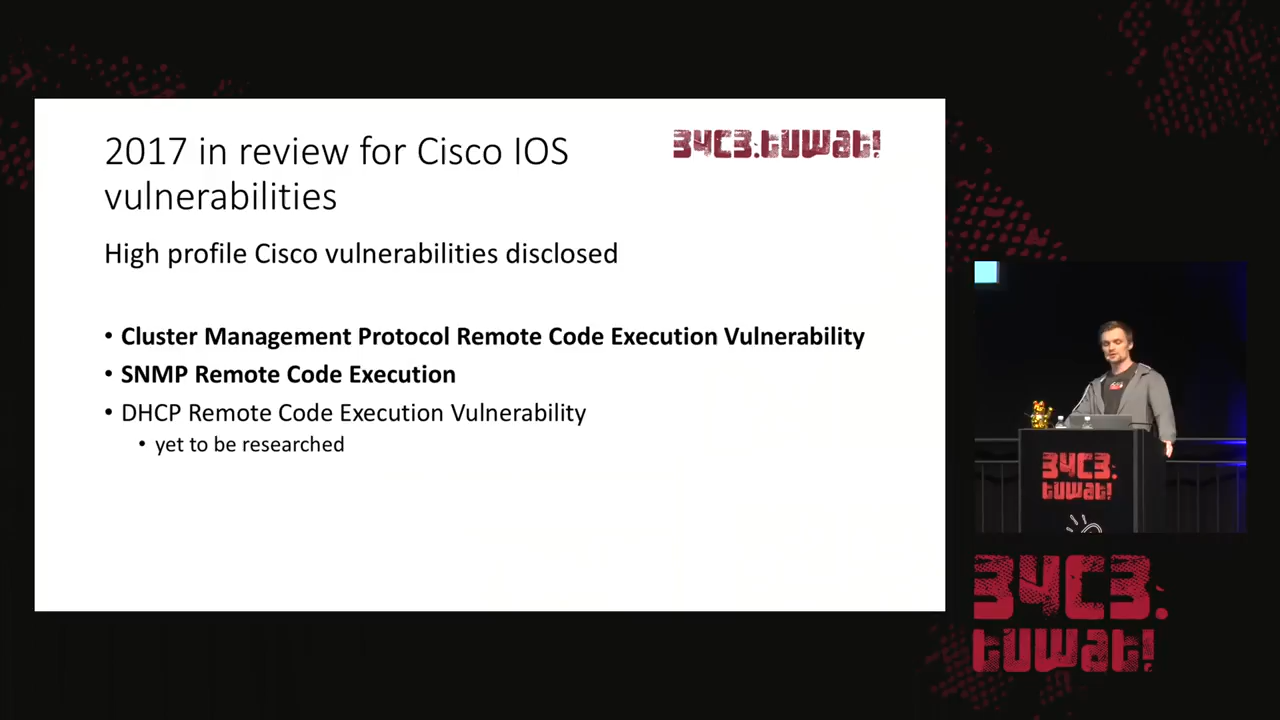 2017 in review for Cisco IOS
vulnerabilities
34C3.tuwat!
High profile Cisco vulnerabilities disclosed
• Cluster Management Protocol Remote Code Execution Vulnerability
• SNMP Remote Code Execution
• DHCP Remote Code Execution Vulnerability
• yet to be researched
34C3.
tuwat!
34C3.
tuwat!